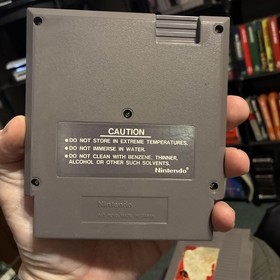 CAUTION
•DO NOT STORE IN EXTREME TEMPERATURES.
•DO NOT IMMERSE IN WATER.
•DO NOT CLEAN WITH BENZENE, THINNER,
ALCOHOL OR OTHER SUCH SOLVENTS.
Nintendo®
Nintendo